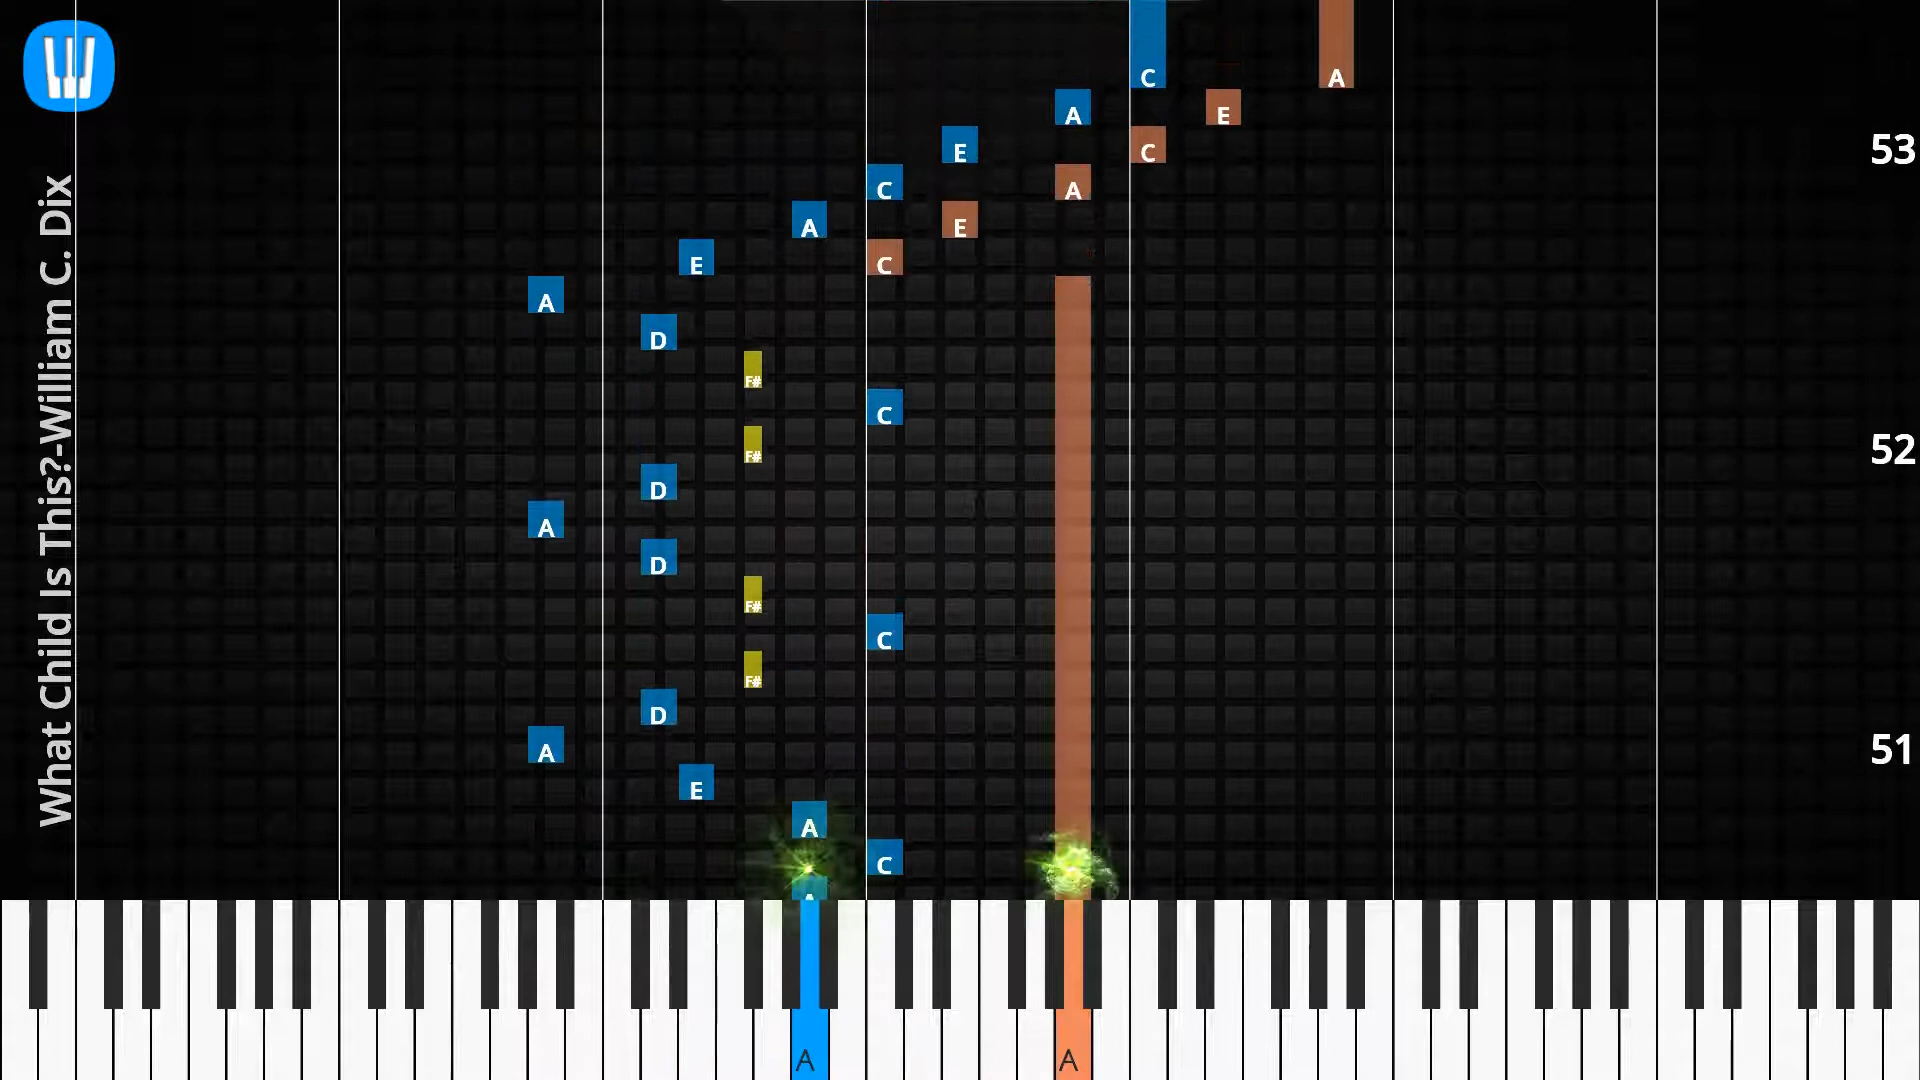 What Child Is This?-William C. Dix
C A
A E
53
E C
C A
A E
E C
A
D
F#
C
52
F#
D
A
D
F#
C
F#
D
51
A
E
A
C
A A